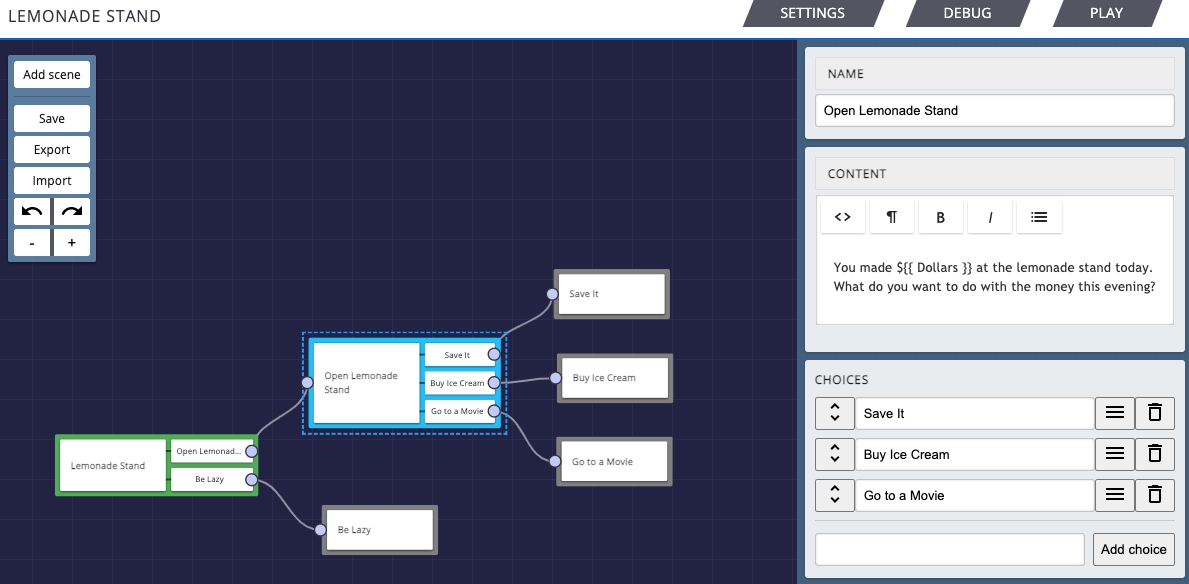 LEMONADE STAND
SETTINGS
DEBUG
PLAY
Add scene
Save
Export
Import
-
+
Lemonade Stand
Open Lemonad...
Be Lazy
Open Lemonade
Stand
Save It
Buy Ice Cream
Go to a Movie
Save It
Buy Ice Cream
Go to a Movie
Be Lazy
NAME
Open Lemonade Stand
CONTENT
<> ¶ B I
You made ${{ Dollars }} at the lemonade stand today.
What do you want to do with the money this evening?
CHOICES
Save It
Buy Ice Cream
Go to a Movie
Add choice